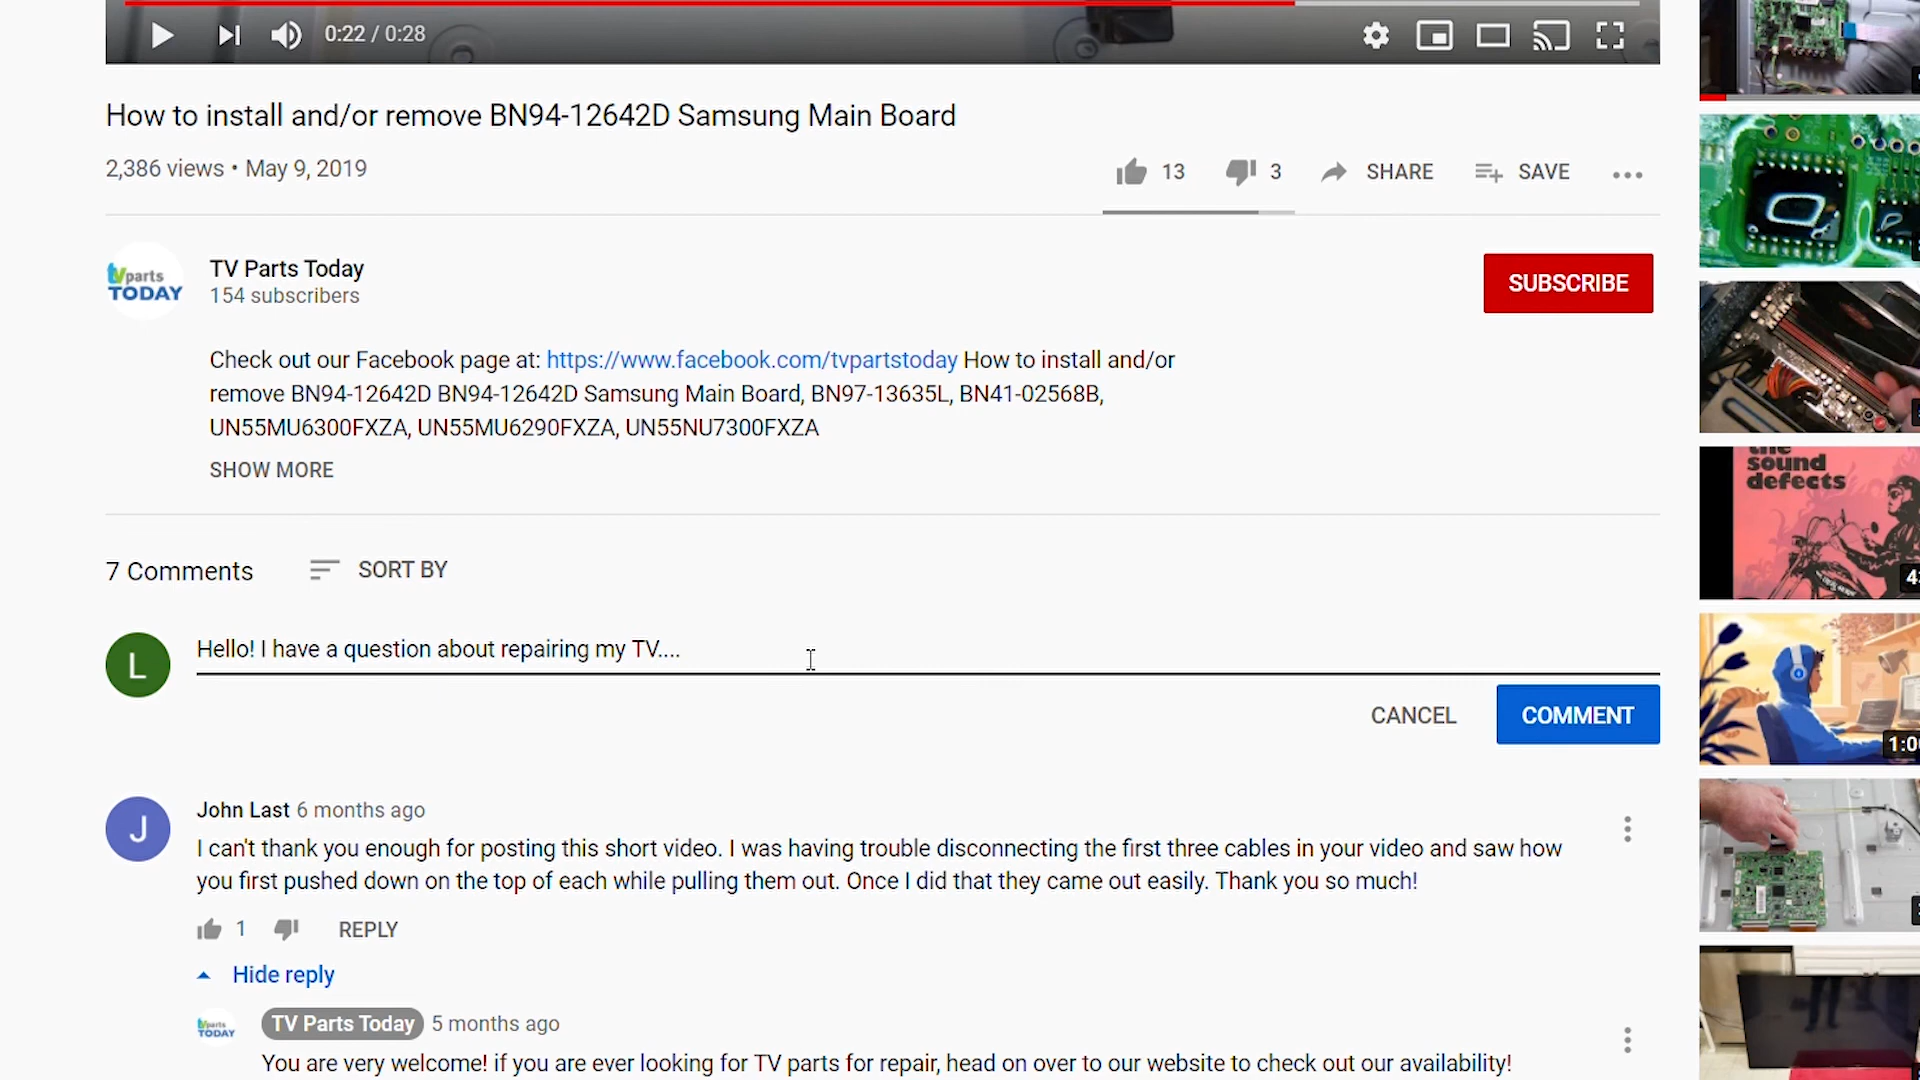 0:22 / 0:28
How to install and/or remove BN94-12642D Samsung Main Board
2,386 views • May 9, 2019
13
3
SHARE
SAVE
tvparts
TODAY
TV Parts Today
154 subscribers
SUBSCRIBE
Check out our Facebook page at: https://www.facebook.com/tvpartstoday How to install and/or
remove BN94-12642D BN94-12642D Samsung Main Board, BN97-13635L, BN41-02568B,
UN55MU6300FXZA, UN55MU6290FXZA, UN55NU7300FXZA
SHOW MORE
7 Comments
SORT BY
L
Hello! I have a question about repairing my TV....
CANCEL
COMMENT
J
John Last 6 months ago
I can't thank you enough for posting this short video. I was having trouble disconnecting the first three cables in your video and saw how
you first pushed down on the top of each while pulling them out. Once I did that they came out easily. Thank you so much!
1
REPLY
Hide reply
tvparts
TODAY
TV Parts Today 5 months ago
You are very welcome! if you are ever looking for TV parts for repair, head on over to our website to check out our availability!
the
sound
defects